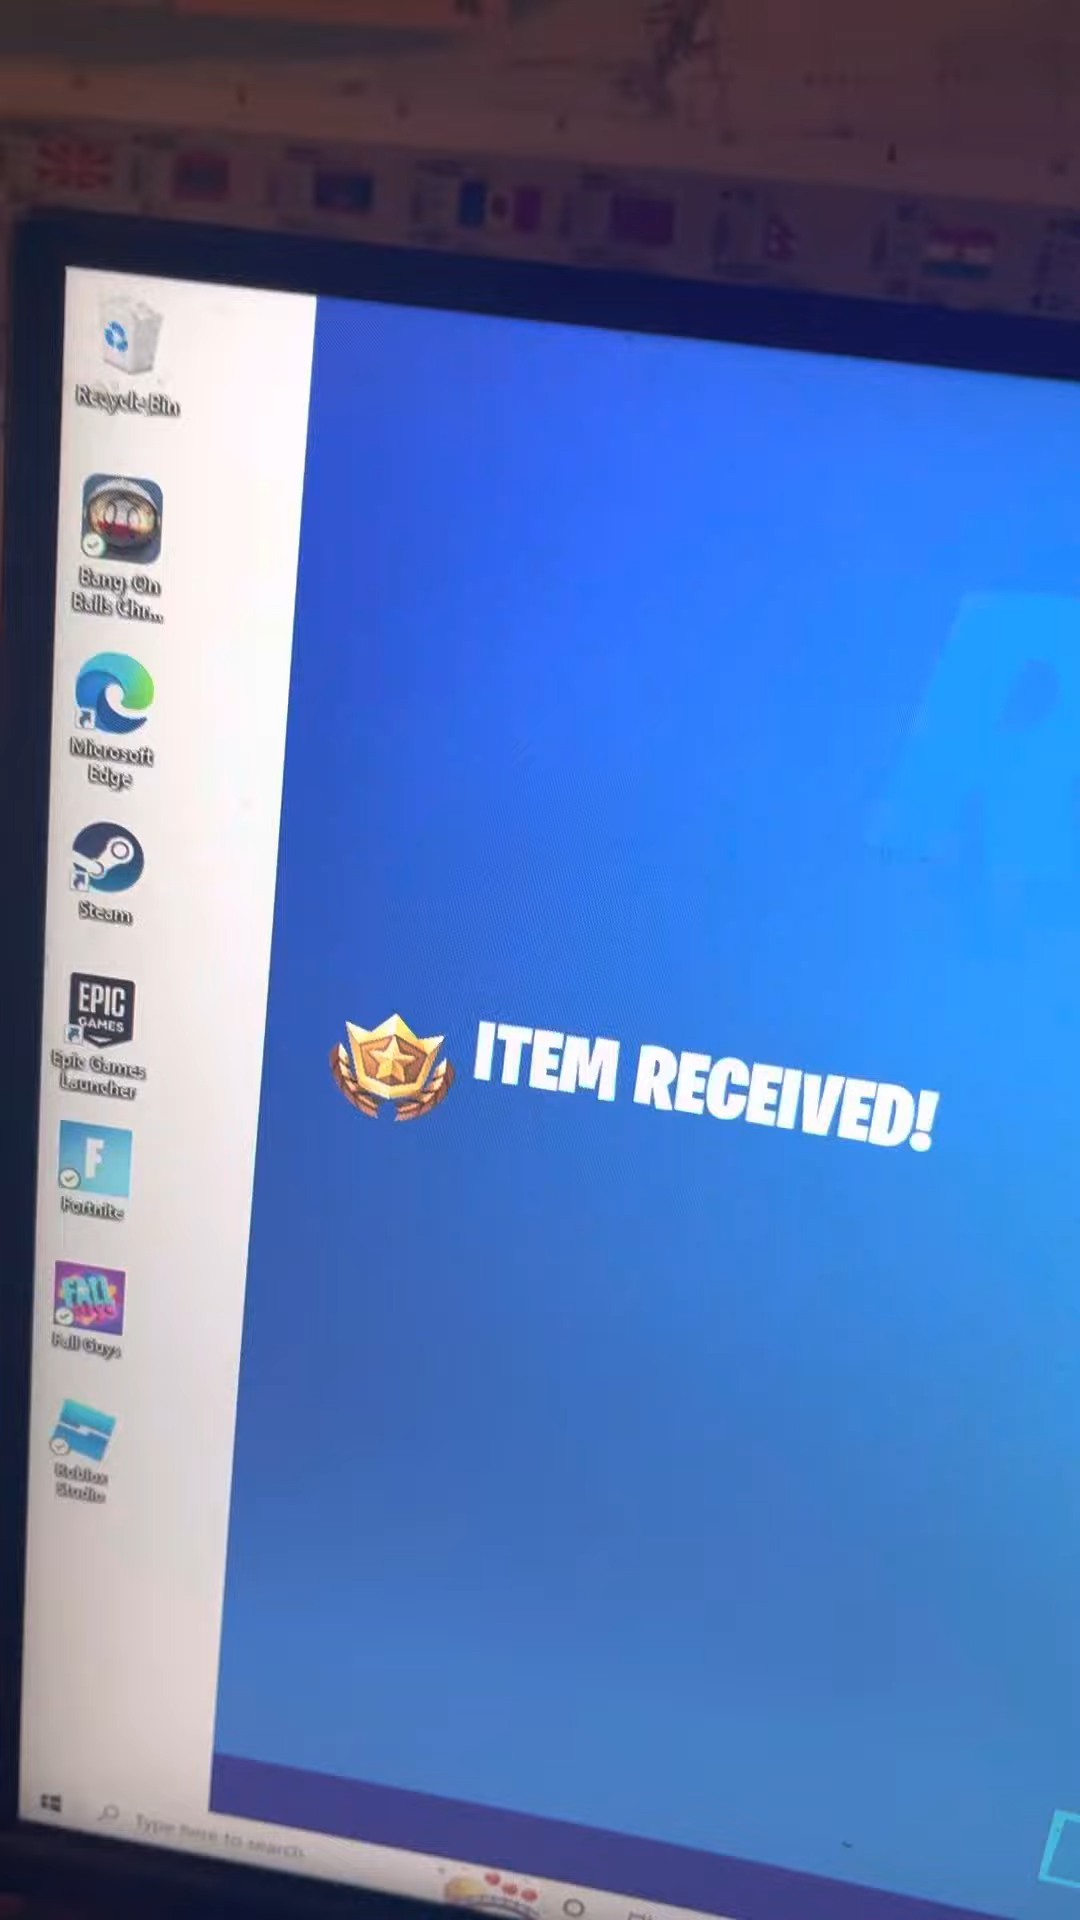 Recycle Bin
Bang On
Balls Chr...
Microsoft
Edge
Steam
EPIC
GAMES
Epic Games
Launcher
F
Fortnite
FALL
Fall Guys
Roblox
Studio
ITEM RECEIVED!
Type here to search